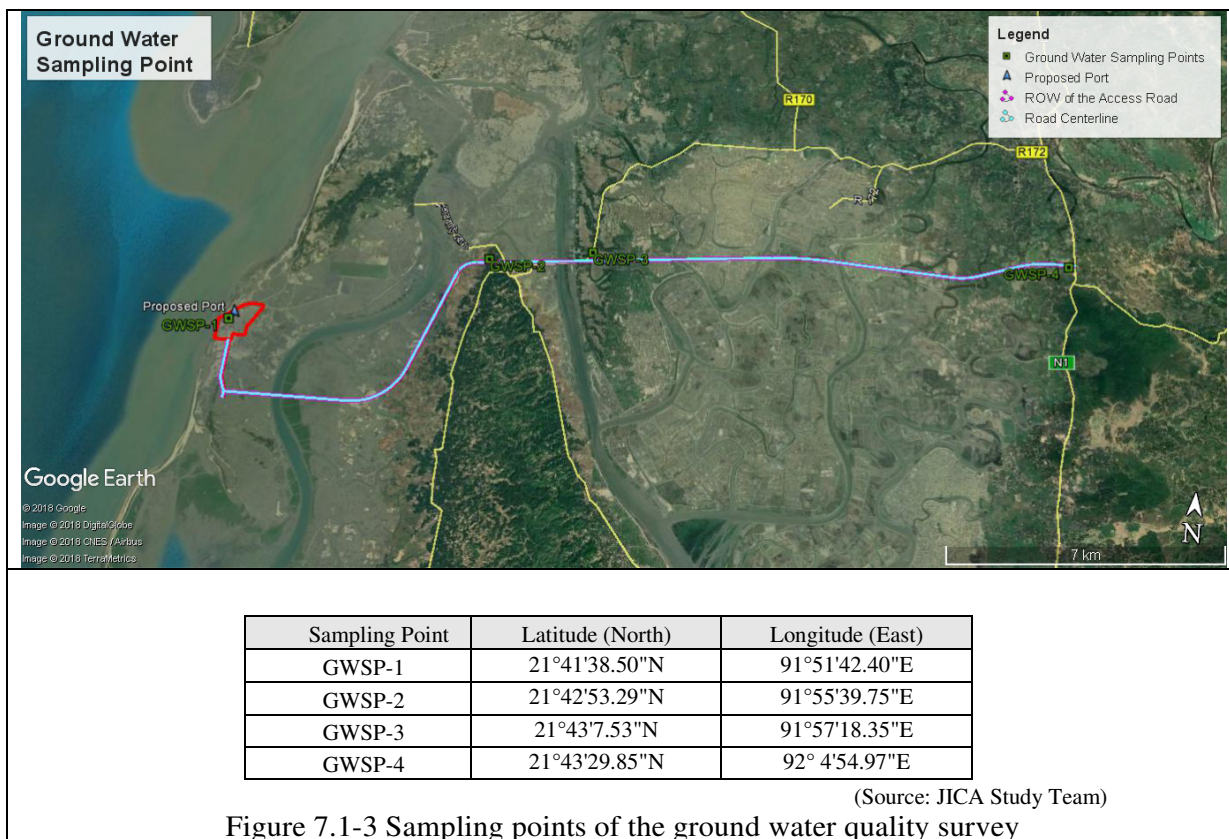 Ground Water
Sampling Point
Legend
Ground Water Sampling Points
Proposed Port
ROW of the Access Road
Road Centerline
R170
R172
GWSP-2
GWSP-3
GWSP-4
Proposed Port
GWSP-1
N1
Google Earth
© 2018 Google
Image © 2018 DigitalGlobe
Image © 2018 CNES / Airbus
Image © 2018 TerraMetrics
N
7 km
Sampling Point Latitude (North) Longitude (East)
GWSP-1 21°41'38.50"N 91°51'42.40"E
GWSP-2 21°42'53.29"N 91°55'39.75"E
GWSP-3 21°43'7.53"N 91°57'18.35"E
GWSP-4 21°43'29.85"N 92° 4'54.97"E
(Source: JICA Study Team)
Figure 7.1-3 Sampling points of the ground water quality survey